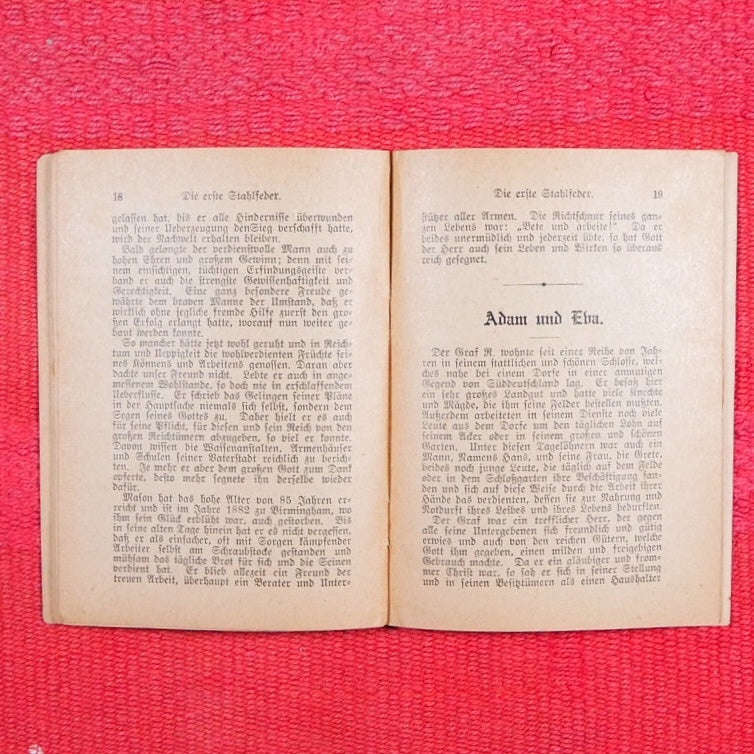 18 Die erste Stahlfeder.
gelassen hat, bis er alle Hindernisse überwunden
und seiner Ueberzeugung denSieg verschafft hatte,
wird der Nachwelt erhalten bleiben.
Bald gelangte der verdienstvolle Mann auch zu
hohen Ehren und großem Gewinn; denn mit sei-
nem einsichtigen, tüchtigen Erfindungsgeiste ver-
band er auch die strengste Gewissenhaftigkeit und
Gerechtigkeit. Eine ganz besondere Freude ge-
währte dem braven Manne der Umstand, daß er
wirklich ohne jegliche fremde Hilfe zuerst den gro-
ßen Erfolg erlangt hatte, worauf nun weiter ge-
baut werden konnte.
So mancher hätte jetzt wohl geruht und in Reich-
tum und Ueppigkeit die wohlverdienten Früchte sei-
nes Könnens und Arbeitens genossen. Daran aber
dachte unser Freund nicht. Lebte er auch in ange-
messenem Wohlstande, so doch nie in erschlaffendem
Ueberflusse. Er schrieb das Gelingen seiner Pläne
in der Hauptsache niemals sich selbst, sondern dem
Segen seines Gottes zu. Daher hielt er es auch
für seine Pflicht, für diesen und sein Reich von den
großen Reichtümern abzugeben, so viel er konnte.
Davon wissen die Waisenanstalten, Armenhäuser
und Schulen seiner Vaterstadt reichlich zu berich-
ten. Je mehr er aber dem großen Gott zum Dank
opferte, desto mehr segnete ihn derselbe wieder
dafür.
Mason hat das hohe Alter von 85 Jahren er-
reicht und ist im Jahre 1882 zu Birmingham, wo
ihm sein Glück erblüht war, auch gestorben. Bis
in seine alten Tage hinein hat er es nicht vergessen,
daß er als einfacher, oft mit Sorgen kämpfender
Arbeiter selbst am Schraubstocke gestanden und
mühsam das tägliche Brot für sich und die Seinen
verdient hat. Er blieb allezeit ein Freund der
treuen Arbeit, überhaupt ein Berater und Unter-
Die erste Stahlfeder. 19
stützer aller Armen. Die Richtschnur seines gan-
zen Lebens war: „Bete und arbeite!“ Da er
beides unermüdlich und jederzeit übte, so hat Gott
der Herr auch sein Leben und Wirken so überaus
reich gesegnet.
Adam und Eva.
Der Graf R. wohnte seit einer Reihe von Jah-
ren in seinem stattlichen und schönen Schlosse, wel-
ches nahe bei einem Dorfe in einer anmutigen
Gegend von Süddeutschland lag. Er besaß hier
ein sehr großes Landgut und hatte viele Knechte
und Mägde, die ihm seine Felder bestellen mußten.
Außerdem arbeiteten in seinem Dienste noch viele
Leute aus dem Dorfe um den täglichen Lohn auf
seinem Acker oder in seinem großen und schönen
Garten. Unter diesen Tagelöhnern war auch ein
Mann, Namens Hans, und seine Frau, die Grete,
beides noch junge Leute, die täglich auf dem Felde
oder in dem Schloßgarten ihre Beschäftigung fan-
den und sich auf diese Weise durch die Arbeit ihrer
Hände das verdienten, dessen sie zur Nahrung und
Notdurft ihres Leibes und ihres Lebens bedurften.
Der Graf war ein trefflicher Herr, der gegen
alle seine Untergebenen sich freundlich und gütig
erwies und auch von den reichen Gütern, welche
Gott ihm gegeben, einen milden und freigebigen
Gebrauch machte. Da er ein gläubiger und from-
mer Christ war, so sah er sich in seiner Stellung
und in seinen Besitztümern als einen Haushalter